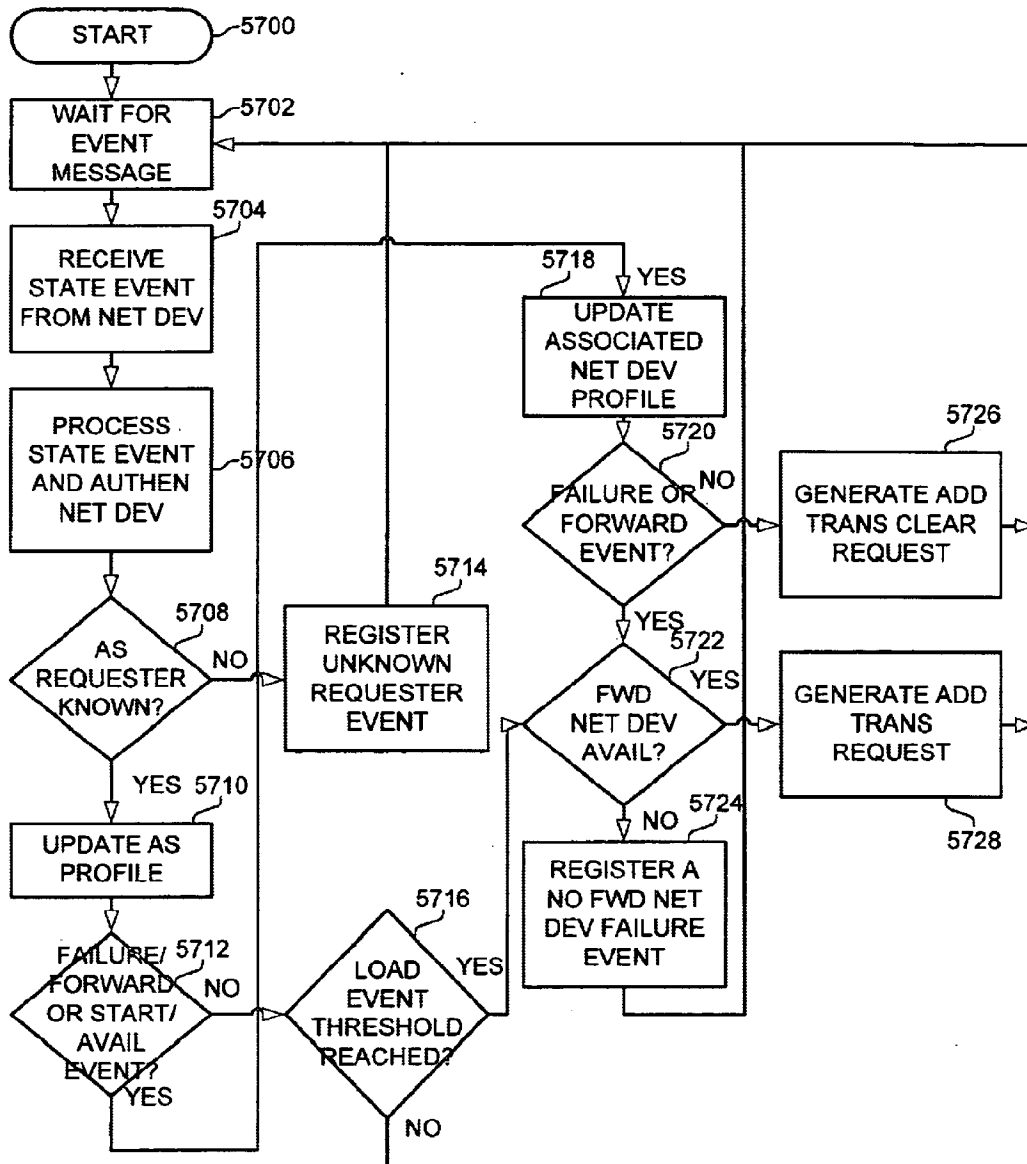 START
5700
WAIT FOR
EVENT
MESSAGE
5702
5704
RECEIVE
STATE EVENT
FROM NET DEV
PROCESS
STATE EVENT
AND AUTHEN
NET DEV
5706
5708
AS
REQUESTER
KNOWN?
NO
YES
5714
REGISTER
UNKNOWN
REQUESTER
EVENT
5710
UPDATE AS
PROFILE
5712
FAILURE/
FORWARD
OR START/
AVAIL
EVENT?
NO
YES
5716
LOAD
EVENT
THRESHOLD
REACHED?
YES
NO
5718
YES
UPDATE
ASSOCIATED
NET DEV
PROFILE
5720
FAILURE OR
FORWARD
EVENT?
NO
YES
5726
GENERATE ADD
TRANS CLEAR
REQUEST
5722
FWD
NET DEV
AVAIL?
YES
NO
GENERATE ADD
TRANS
REQUEST
5728
5724
REGISTER A
NO FWD NET
DEV FAILURE
EVENT